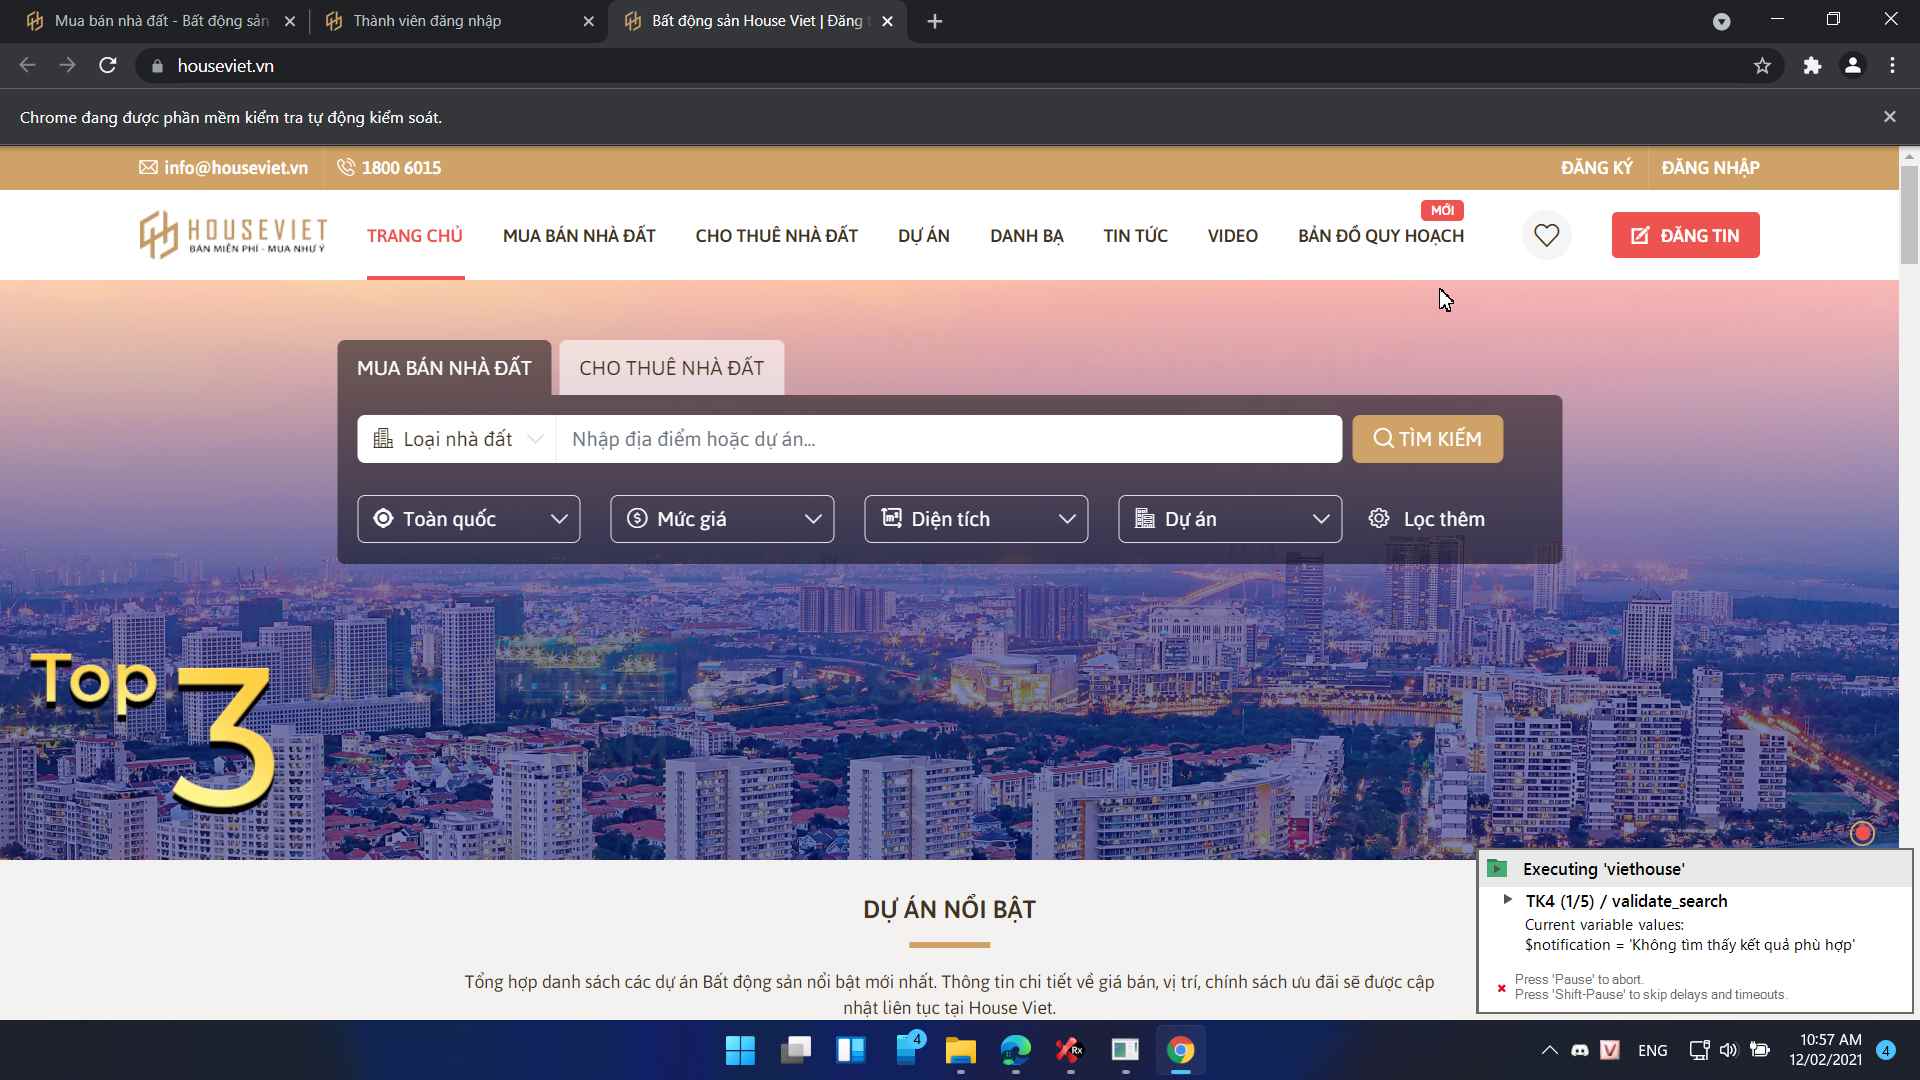 Mua bán nhà đất - Bất động sản
Thành viên đăng nhập
Bất động sản House Viet | Đăng t
houseviet.vn
Chrome đang được phần mềm kiểm tra tự động kiểm soát.
info@houseviet.vn
1800 6015
ĐĂNG KÝ
ĐĂNG NHẬP
HOUSEVIET
BÁN MIỄN PHÍ - MUA NHƯ Ý
TRANG CHỦ
MUA BÁN NHÀ ĐẤT
CHO THUÊ NHÀ ĐẤT
DỰ ÁN
DANH BẠ
TIN TỨC
VIDEO
MỚI
BẢN ĐỒ QUY HOẠCH
ĐĂNG TIN
MUA BÁN NHÀ ĐẤT
CHO THUÊ NHÀ ĐẤT
Loại nhà đất
Nhập địa điểm hoặc dự án...
TÌM KIẾM
Toàn quốc
Mức giá
Diện tích
Dự án
Lọc thêm
Top
3
DỰ ÁN NỔI BẬT
Tổng hợp danh sách các dự án Bất động sản nổi bật mới nhất. Thông tin chi tiết về giá bán, vị trí, chính sách ưu đãi sẽ được cập
nhật liên tục tại House Viet.
Executing 'viethouse'
TK4 (1/5) / validate_search
Current variable values:
$notification = 'Không tìm thấy kết quả phù hợp'
Press 'Pause' to abort.
Press 'Shift-Pause' to skip delays and timeouts.
4
Rx
V
ENG
10:57 AM
12/02/2021
4